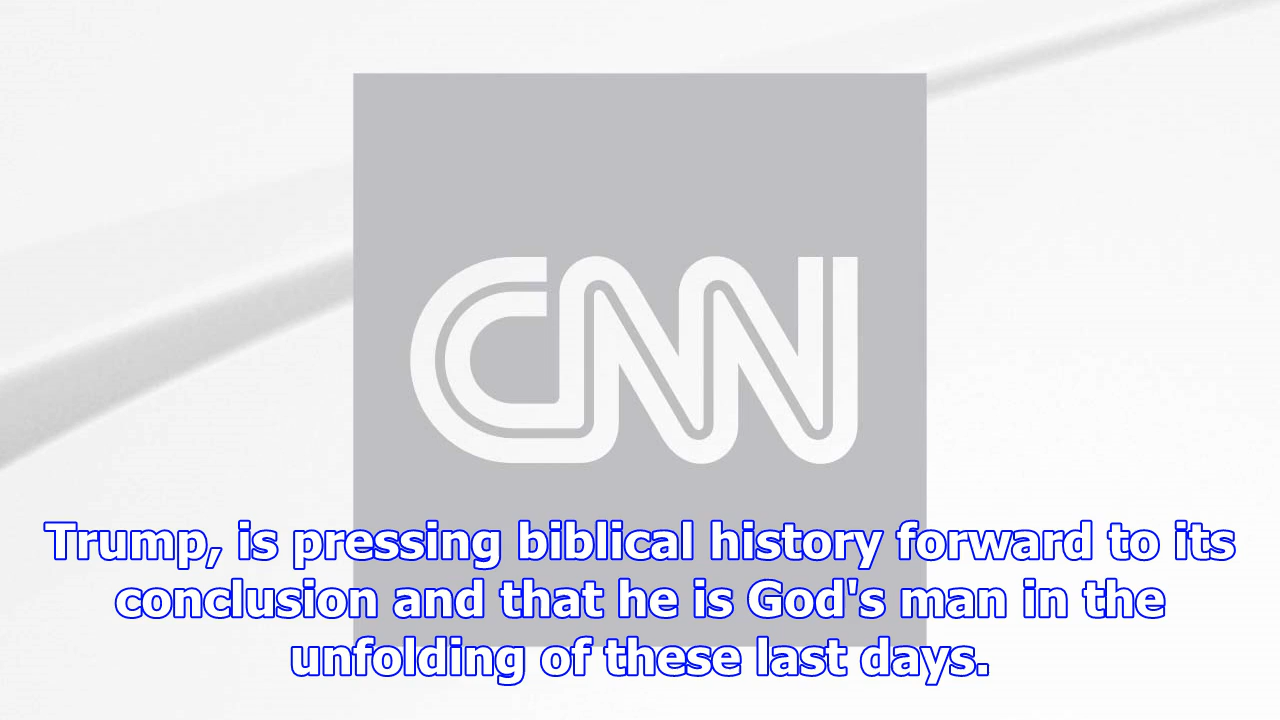 CNN
Trump, is pressing biblical history forward to its
conclusion and that he is God's man in the
unfolding of these last days.